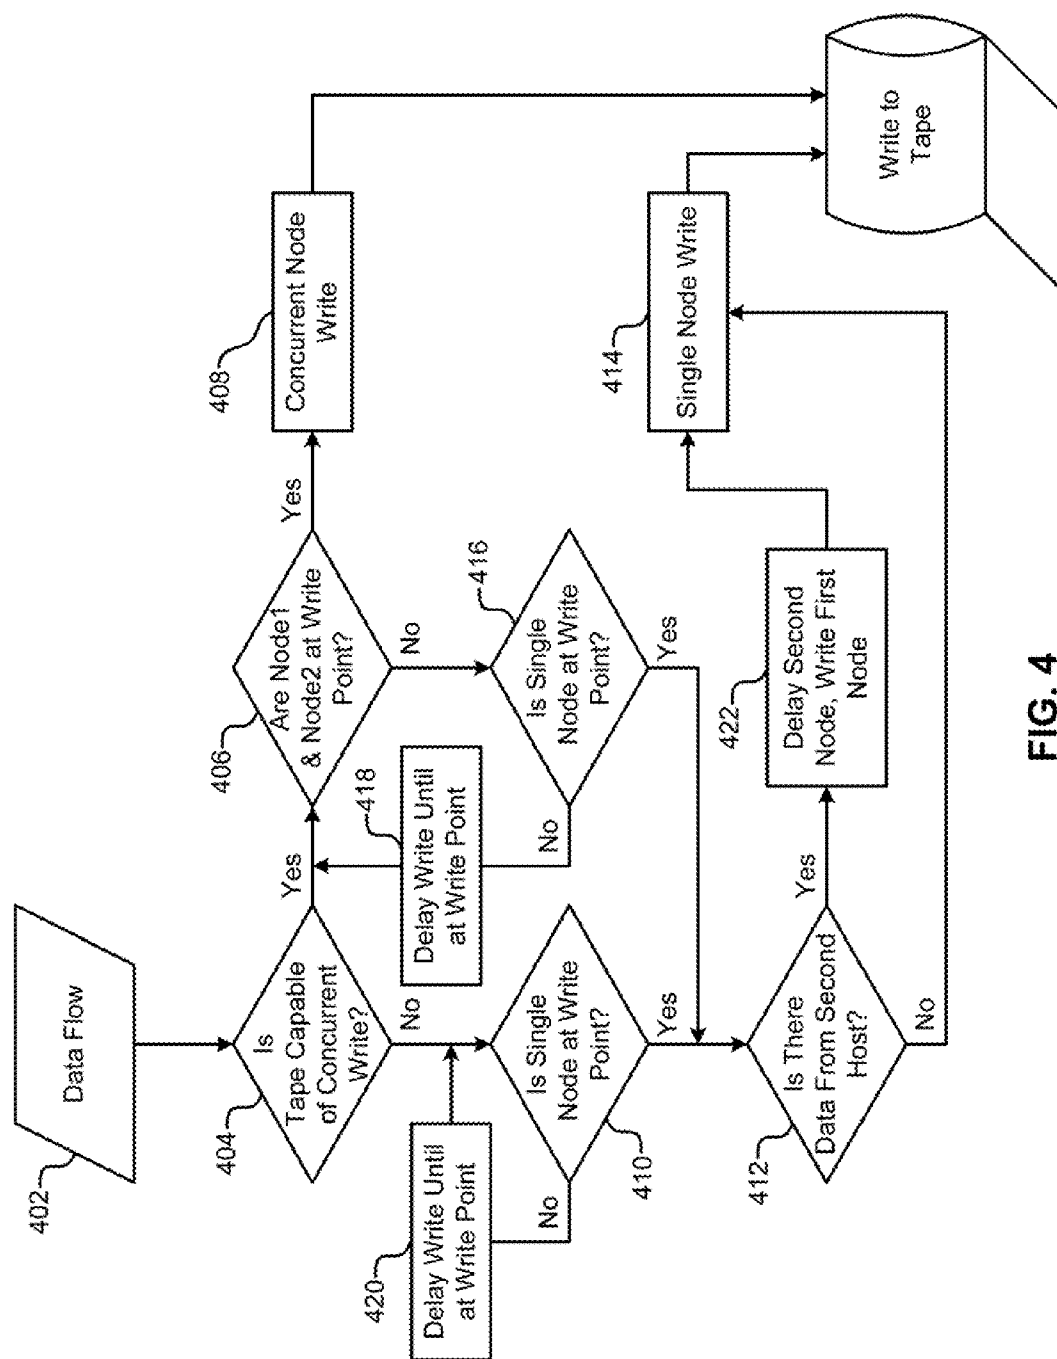 402
Data Flow
404
Is
Tape Capable
of Concurrent
Write?
Yes
No
406
Are Node1
& Node2 at Write
Point?
Yes
No
408
Concurrent Node
Write
420
Delay Write Until
at Write Point
418
Delay Write Until
at Write Point
410
Is Single
Node at Write
Point?
No
Yes
416
Is Single
Node at Write
Point?
No
Yes
414
Single Node Write
412
Is There
Data From Second
Host?
Yes
No
422
Delay Second
Node, Write First
Node
Write to
Tape
FIG. 4